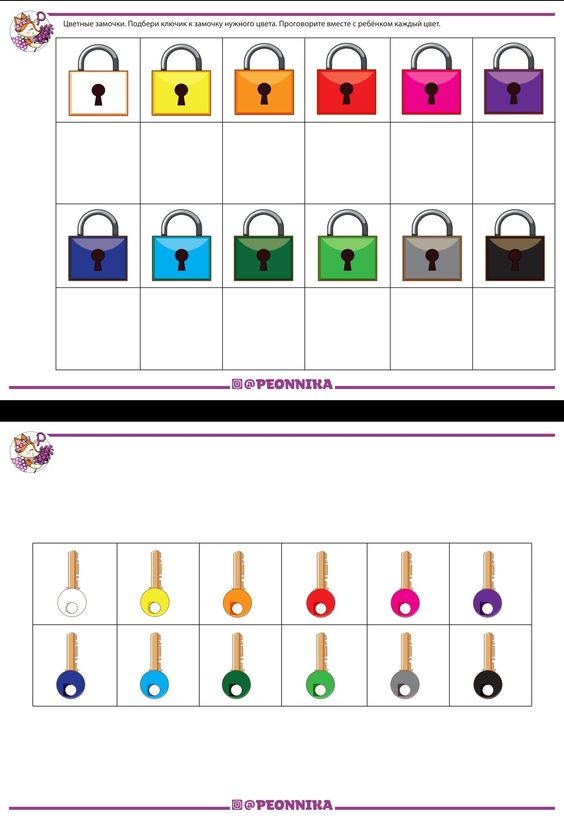 Цветные замочки. Подбери ключик к замочку нужного цвета. Проговорите вместе с ребёнком каждый цвет.
@PEONNIKA
@PEONNIKA